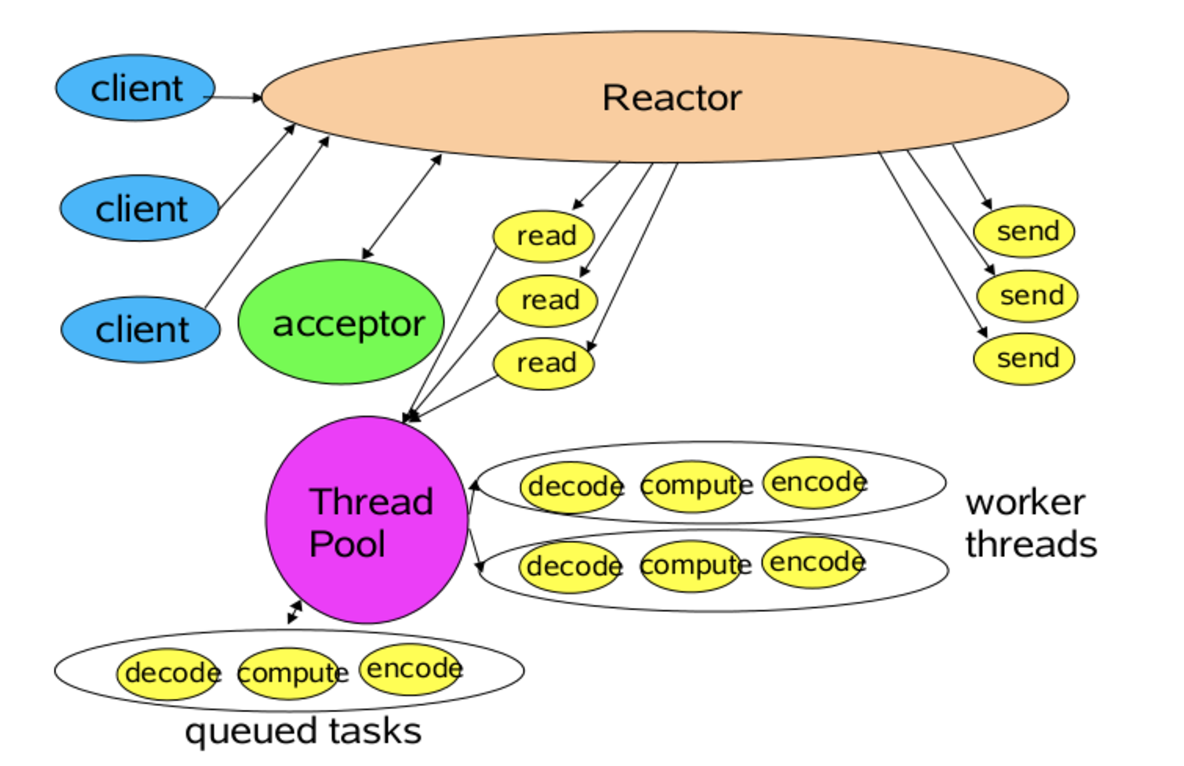 client
Reactor
client
client
acceptor
read
read
read
send
send
send
Thread
Pool
decode compute encode
decode compute encode
worker
threads
decode compute encode
queued tasks